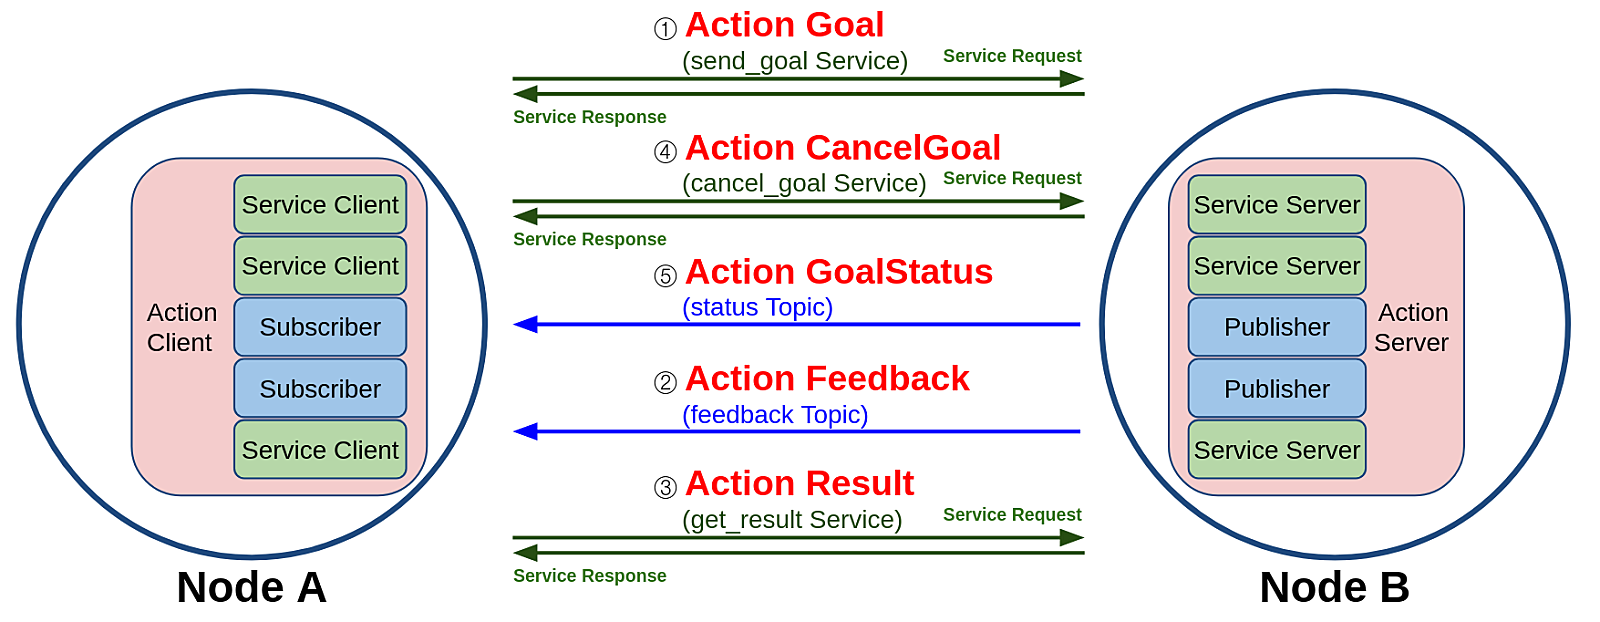 ① Action Goal
(send_goal Service)
Service Request
Service Response
④ Action CancelGoal
(cancel_goal Service)
Service Request
Service Response
⑤ Action GoalStatus
(status Topic)
② Action Feedback
(feedback Topic)
③ Action Result
(get_result Service)
Service Request
Service Response
Action
Client
Service Client
Service Client
Subscriber
Subscriber
Service Client
Node A
Service Server
Service Server
Publisher
Publisher
Service Server
Action
Server
Node B